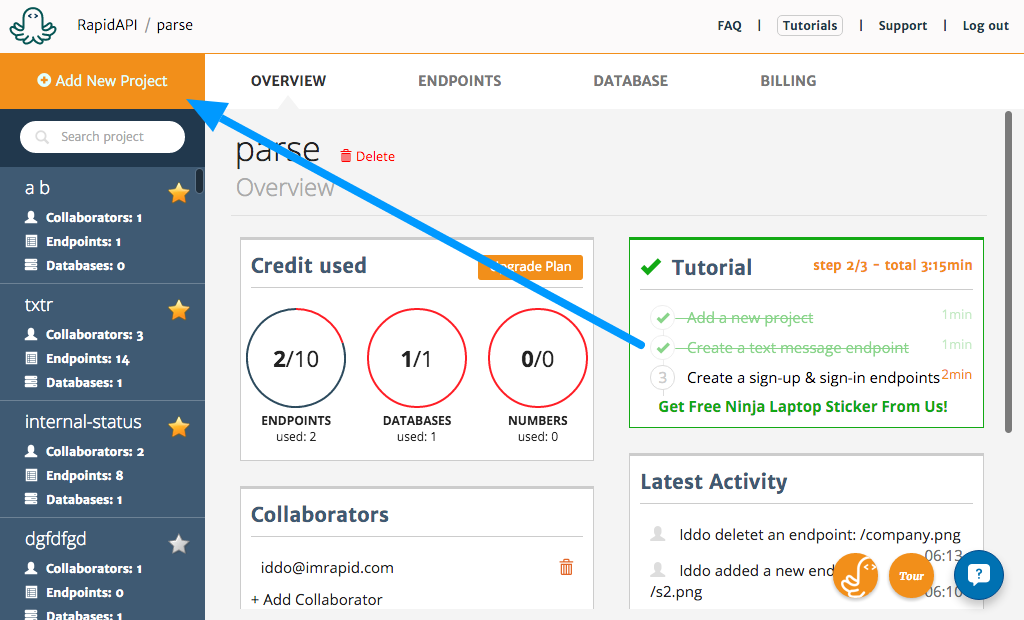 RapidAPI / parse
FAQ | Tutorials | Support | Log out
Add New Project
OVERVIEW ENDPOINTS DATABASE BILLING
Search project
a b
Collaborators: 1
Endpoints: 1
Databases: 0
txtr
Collaborators: 3
Endpoints: 14
Databases: 1
internal-status
Collaborators: 2
Endpoints: 8
Databases: 1
dgfdfgd
Collaborators: 1
Endpoints: 0
Databases: 1
parse Delete
Overview
Credit used
Plan
2/10
ENDPOINTS
used: 2
1/1
DATABASES
used: 1
0/0
NUMBERS
used: 0
Collaborators
iddo@imrapid.com
+ Add Collaborator
Tutorial step 2/3 - total 3:15min
Add a new project 1min
Create a text message endpoint 1min
3 Create a sign-up & sign-in endpoints 2min
Get Free Ninja Laptop Sticker From Us!
Latest Activity
Iddo deletet an endpoint: /company.png
06:13
Iddo added a new
/s2.png 06:10
Tour
?